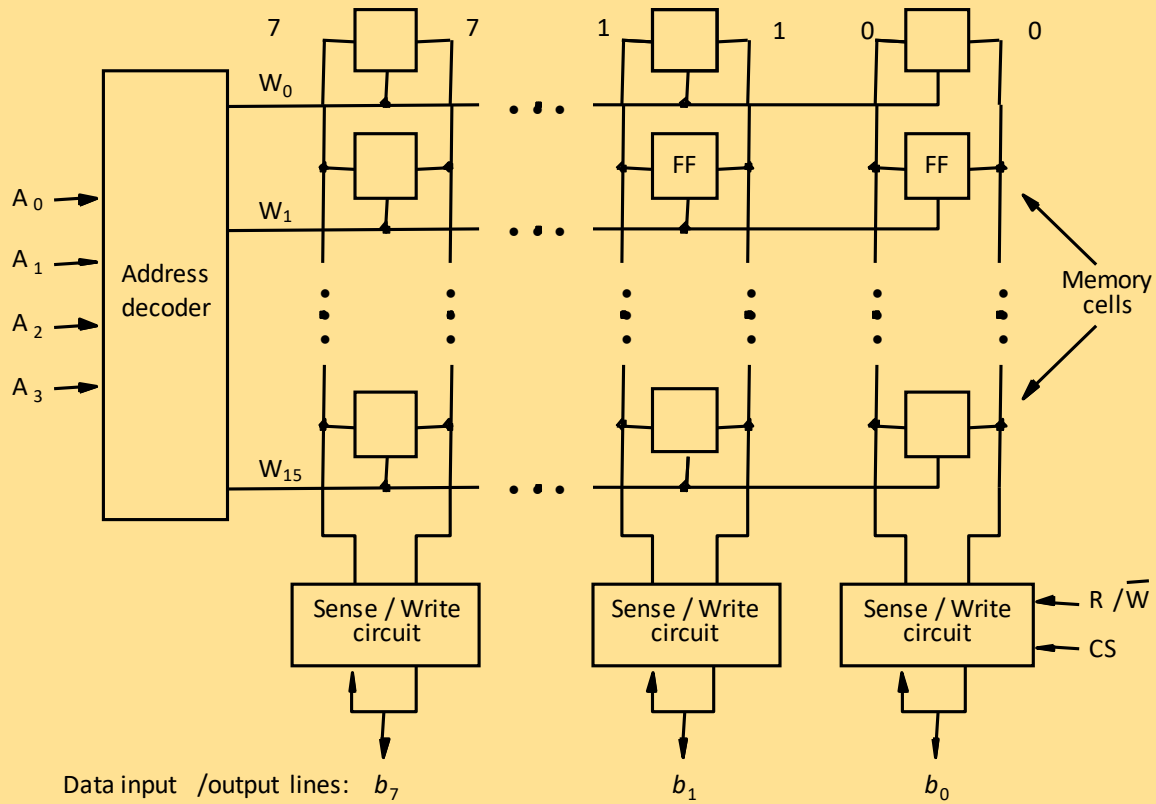 7 7 1 1 0 0
W0
FF FF
A0
W1
A1
Address
decoder
Memory
cells
A2
A3
W15
Sense / Write
circuit
Sense / Write
circuit
Sense / Write
circuit
R / W̅
CS
Data input /output lines: b7 b1 b0